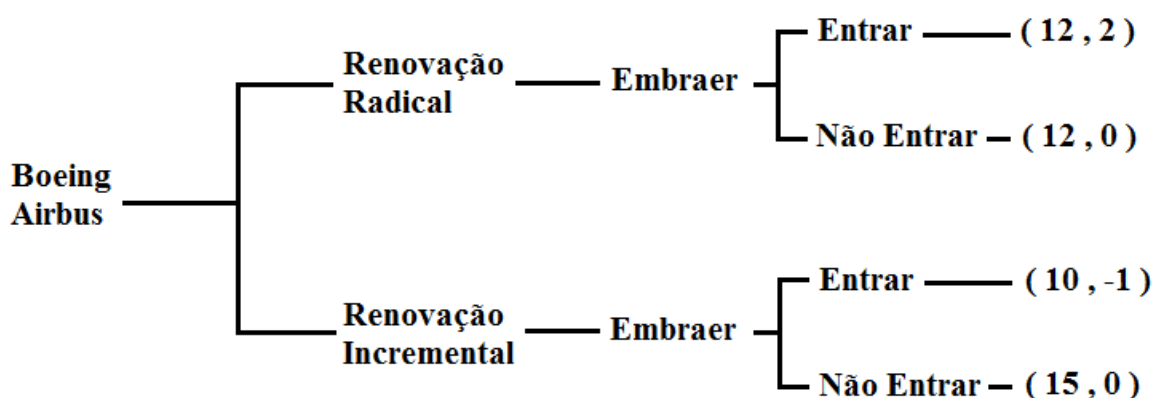 Entrar
( 12 , 2 )
Renovação
Radical
Embraer
Não Entrar
( 12 , 0 )
Boeing
Airbus
Entrar
( 10 , -1 )
Renovação
Incremental
Embraer
Não Entrar
( 15 , 0 )